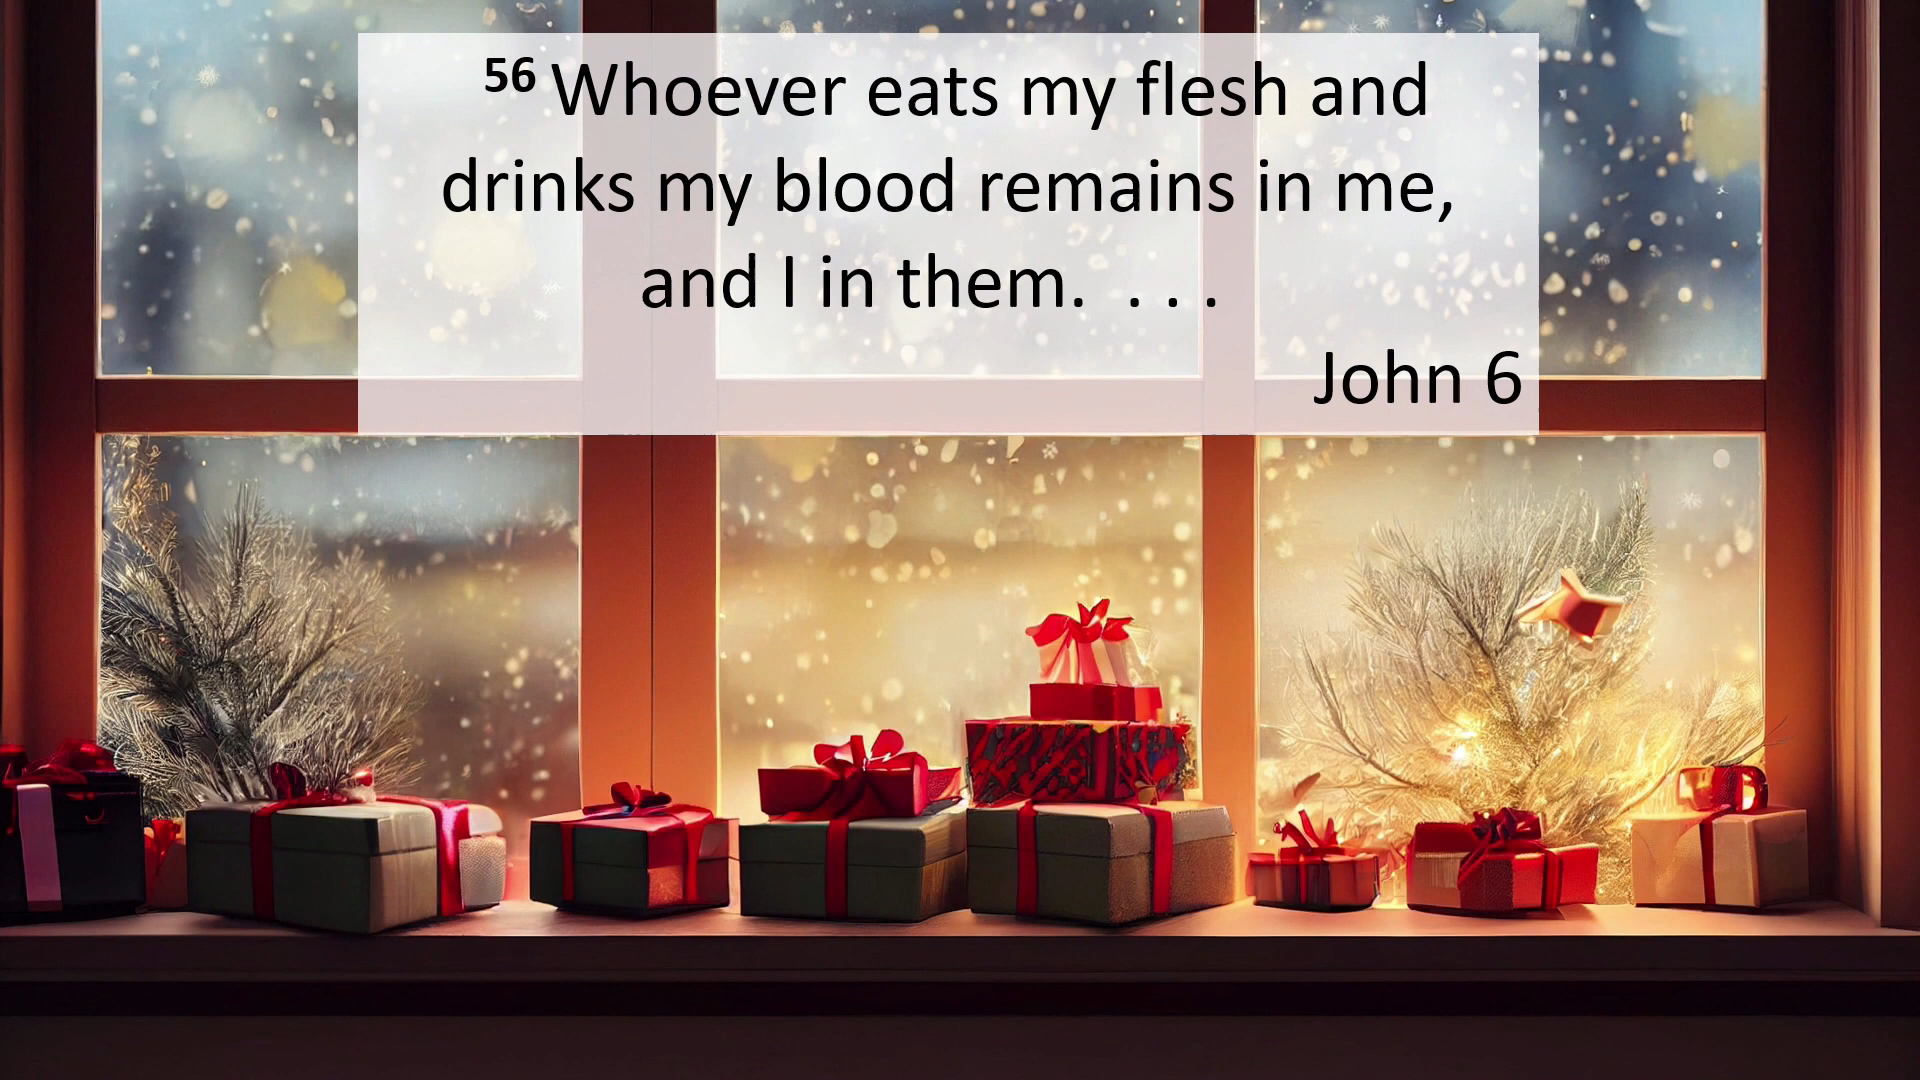 56 Whoever eats my flesh and
drinks my blood remains in me,
and I in them.  . . .
John 6